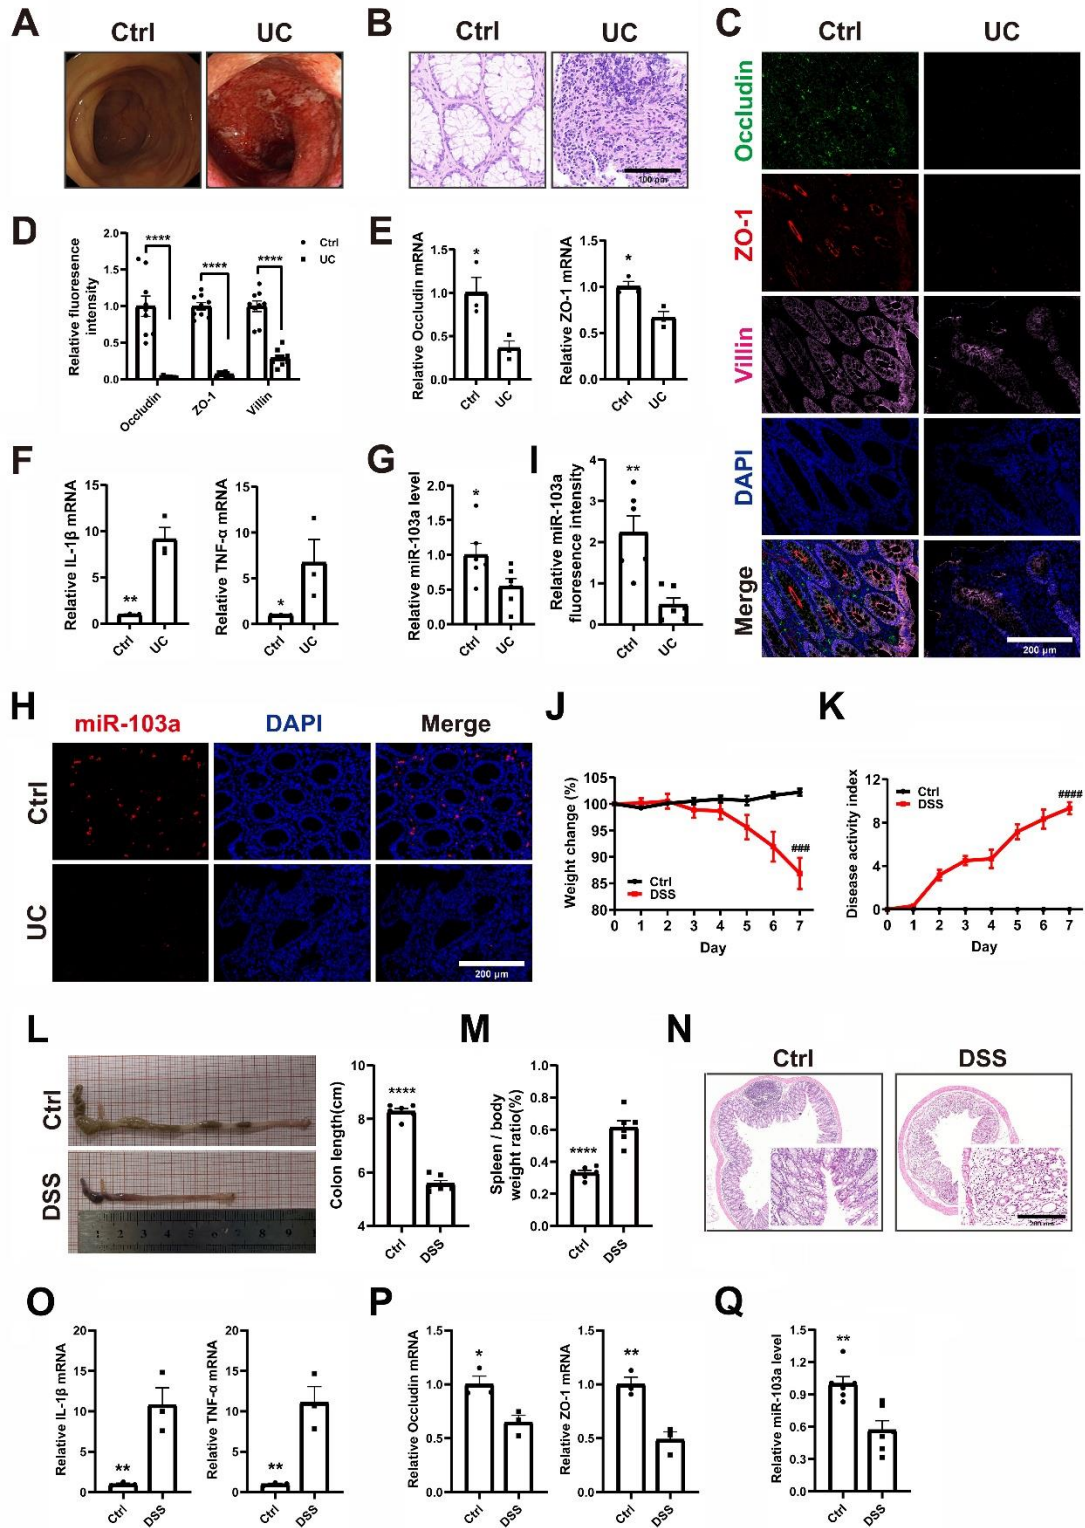 A
Ctrl
UC
B
Ctrl
UC
100 μm
C
Ctrl
UC
Occludin
ZO-1
Villin
DAPI
Merge
200 μm
D
Relative fluoresence
intensity
2.0
1.5
1.0
0.5
0.0
****
****
****
Ctrl
UC
Occludin
ZO-1
Villin
E
Relative Occludin mRNA
1.5
1.0
0.5
0.0
*
Ctrl
UC
Relative ZO-1 mRNA
1.5
1.0
0.5
0.0
*
Ctrl
UC
F
Relative IL-1β mRNA
15
10
5
0
**
Ctrl
UC
Relative TNF-α mRNA
15
10
5
0
*
Ctrl
UC
G
Relative miR-103a level
2.0
1.5
1.0
0.5
0.0
*
Ctrl
UC
I
Relative miR-103a
fluoresence intensity
4
3
2
1
0
**
Ctrl
UC
H
miR-103a
DAPI
Merge
Ctrl
UC
200 μm
J
Weight change (%)
105
100
95
90
85
80
Ctrl
DSS
###
0 1 2 3 4 5 6 7
Day
K
Disease activity index
12
8
4
0
Ctrl
DSS
####
0 1 2 3 4 5 6 7
Day
L
Ctrl
DSS
1 2 3 4 5 6 7 8 9
Colon length(cm)
10
8
6
4
****
Ctrl
DSS
M
Spleen / body
weight ratio(%)
1.0
0.8
0.6
0.4
0.2
0.0
****
Ctrl
DSS
N
Ctrl
DSS
200 μm
O
Relative IL-1β mRNA
20
15
10
5
0
**
Ctrl
DSS
Relative TNF-α mRNA
20
15
10
5
0
**
Ctrl
DSS
P
Relative Occludin mRNA
1.5
1.0
0.5
0.0
*
Ctrl
DSS
Relative ZO-1 mRNA
1.5
1.0
0.5
0.0
**
Ctrl
DSS
Q
Relative miR-103a level
1.5
1.2
0.9
0.6
0.3
0.0
**
Ctrl
DSS